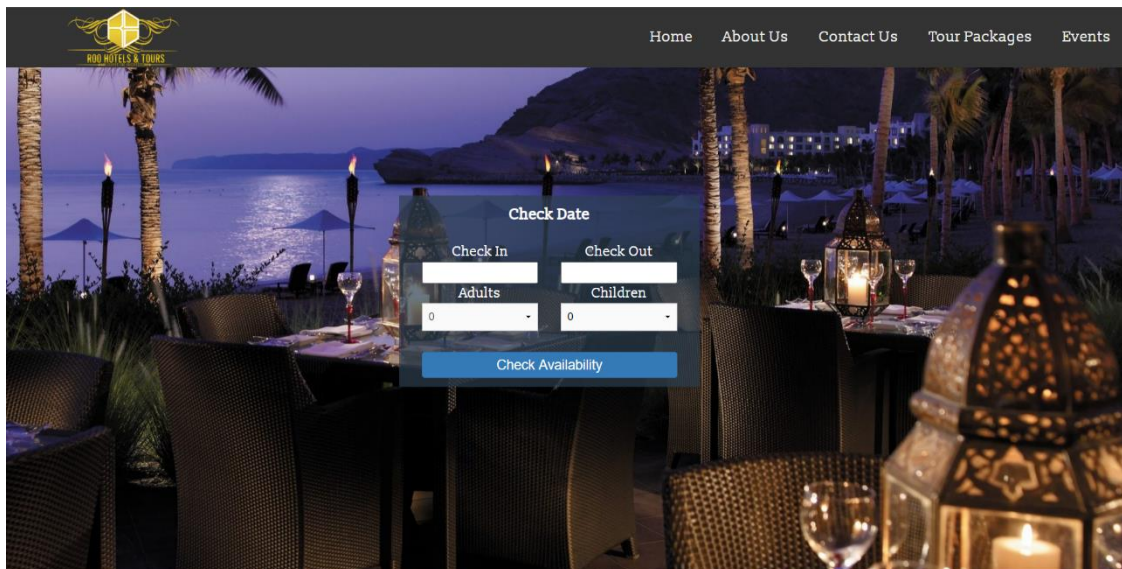 ROO HOTELS & TOURS
Home About Us Contact Us Tour Packages Events
Check Date
Check In Check Out
Adults Children
0 0
Check Availability